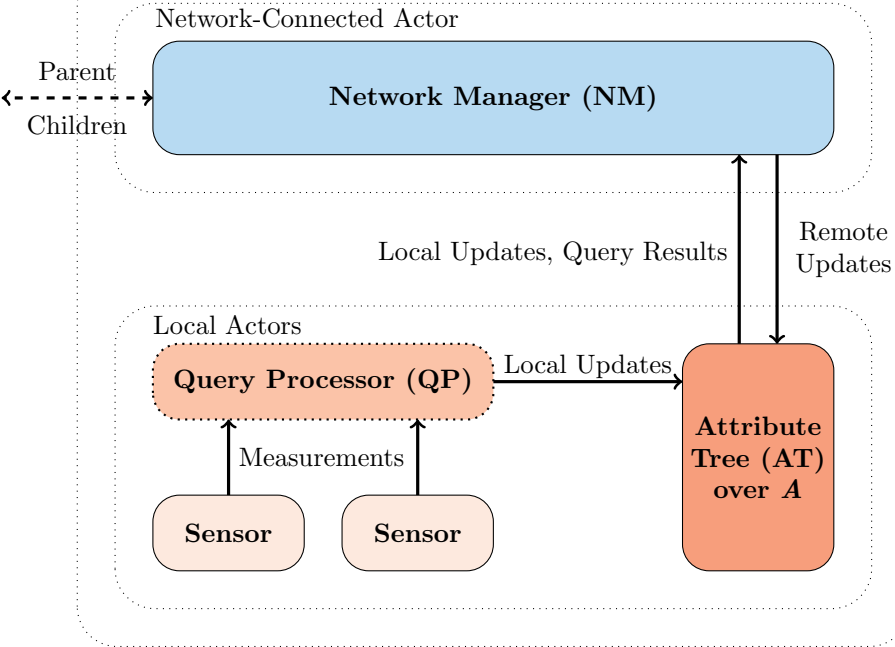 Network-Connected Actor
Parent
Network Manager (NM)
Children
Local Updates, Query Results
Remote
Updates
Local Actors
Query Processor (QP)
Local Updates
Measurements
Sensor
Sensor
Attribute
Tree (AT)
over A